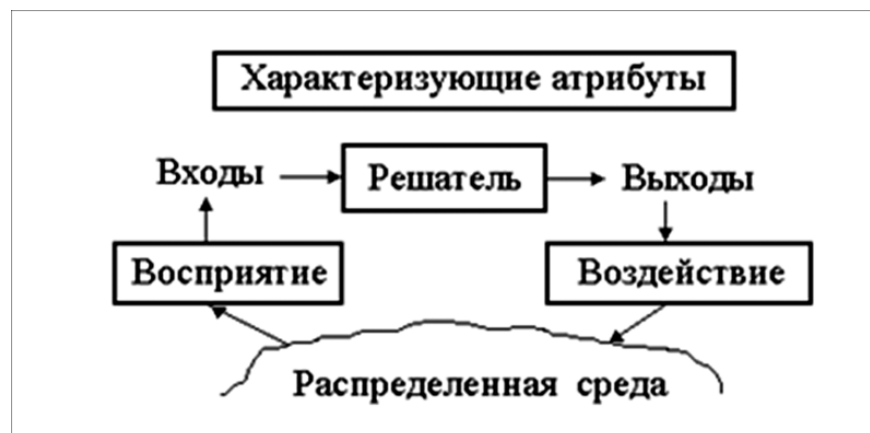 Характеризующие атрибуты
Входы
Решатель
Выходы
Восприятие
Воздействие
Распределенная среда